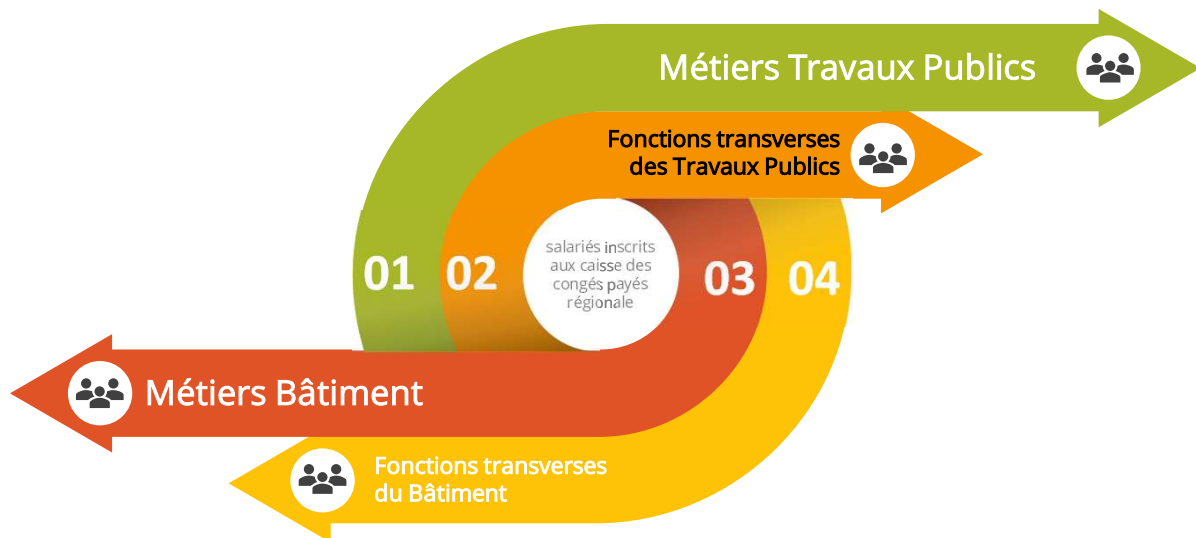 Métiers Travaux Publics
Fonctions transverses
des Travaux Publics
01
02
salariés inscrits
aux caisse des
congés payés
régionale
03
04
Métiers Bâtiment
Fonctions transverses
du Bâtiment